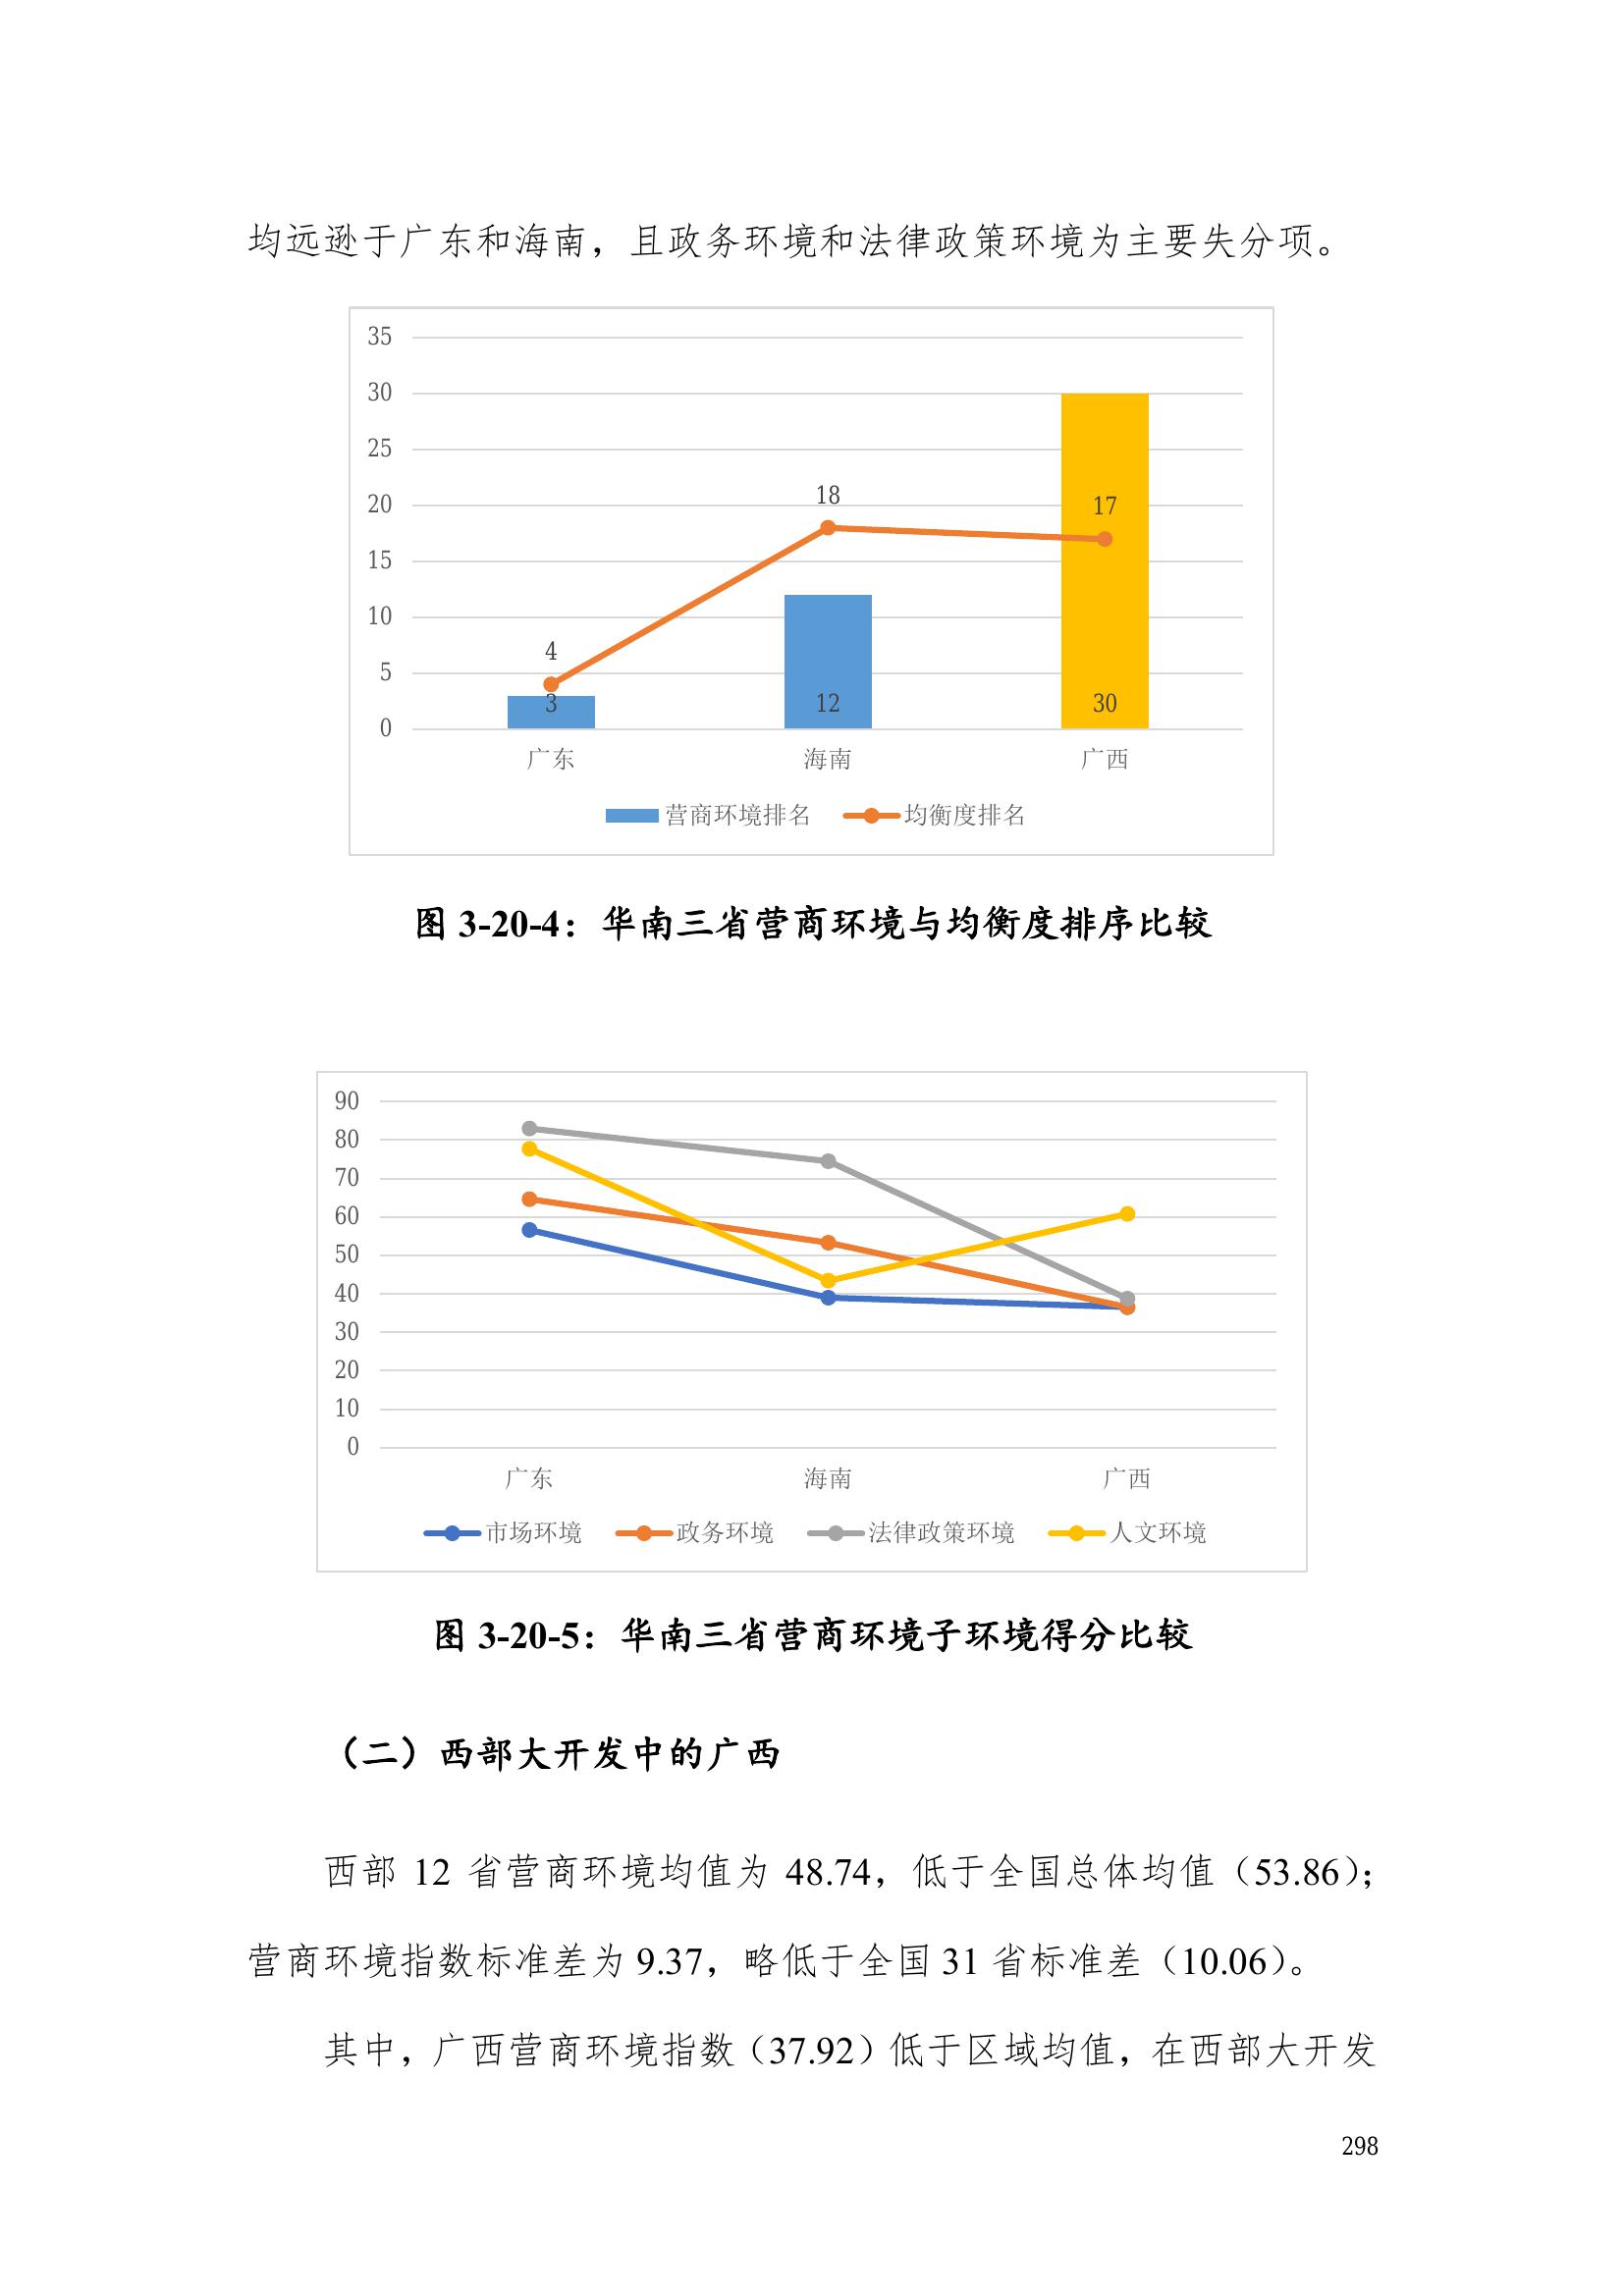 均远逊于广东和海南，且政务环境和法律政策环境为主要失分项。
35
30
25
20
15
10
5
0
4
18
17
3
12
30
广东 海南 广西
营商环境排名 均衡度排名
图 3-20-4：华南三省营商环境与均衡度排序比较
90
80
70
60
50
40
30
20
10
0
广东 海南 广西
市场环境 政务环境 法律政策环境 人文环境
图 3-20-5：华南三省营商环境子环境得分比较
（二）西部大开发中的广西
西部 12 省营商环境均值为 48.74，低于全国总体均值（53.86）；
营商环境指数标准差为 9.37，略低于全国 31 省标准差（10.06）。
其中，广西营商环境指数（37.92）低于区域均值，在西部大开发
298